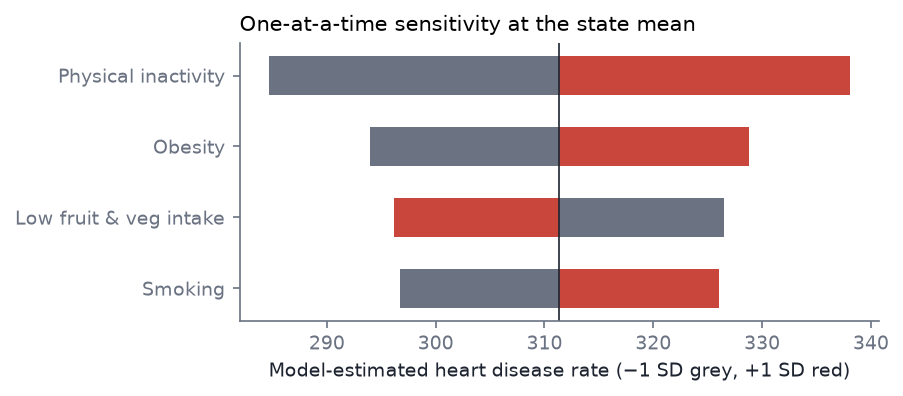 One-at-a-time sensitivity at the state mean
Physical inactivity
Obesity
Low fruit & veg intake
Smoking
290 300 310 320 330 340
Model-estimated heart disease rate (−1 SD grey, +1 SD red)